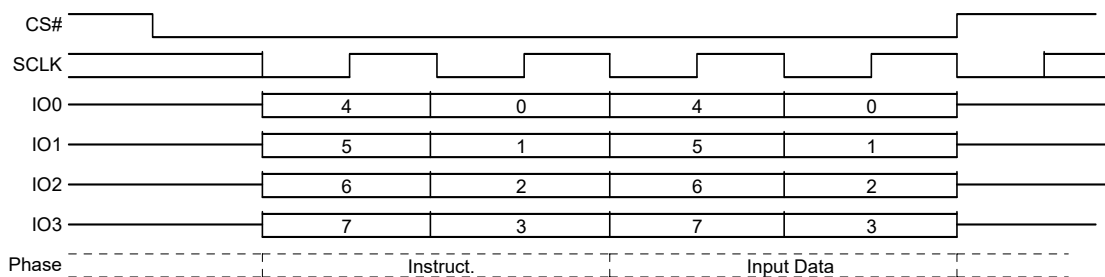 CS#
SCLK
IO0 4 0 4 0
IO1 5 1 5 1
IO2 6 2 6 2
IO3 7 3 7 3
Phase Instruct. Input Data